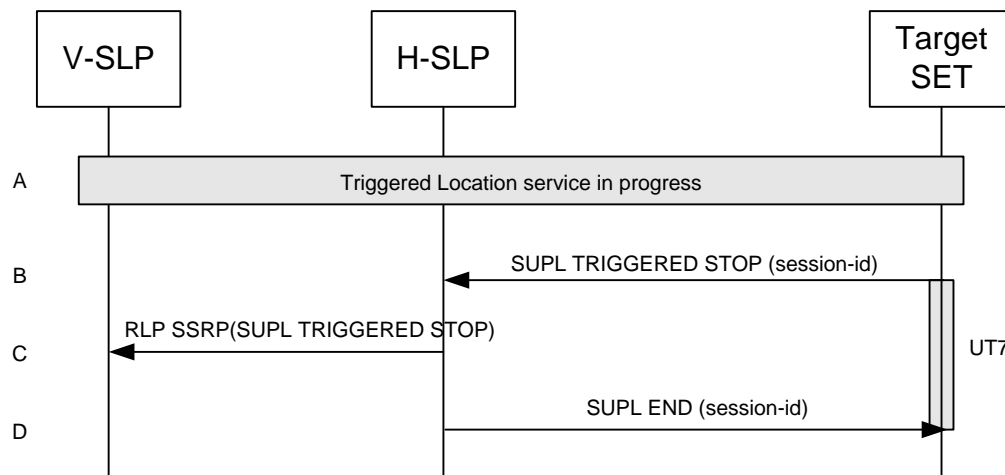 V-SLP
H-SLP
Target
SET
A
Triggered Location service in progress
B
SUPL TRIGGERED STOP (session-id)
RLP SSRP(SUPL TRIGGERED STOP)
C
UT7
SUPL END (session-id)
D